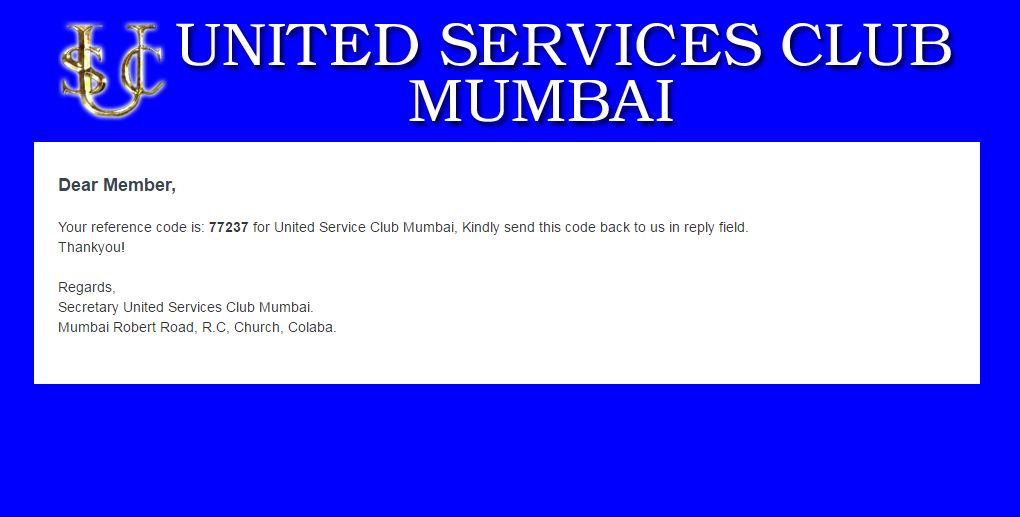 USC UNITED SERVICES CLUB
MUMBAI
Dear Member,
Your reference code is: 77237 for United Service Club Mumbai, Kindly send this code back to us in reply field.
Thankyou!
Regards,
Secretary United Services Club Mumbai.
Mumbai Robert Road, R.C, Church, Colaba.